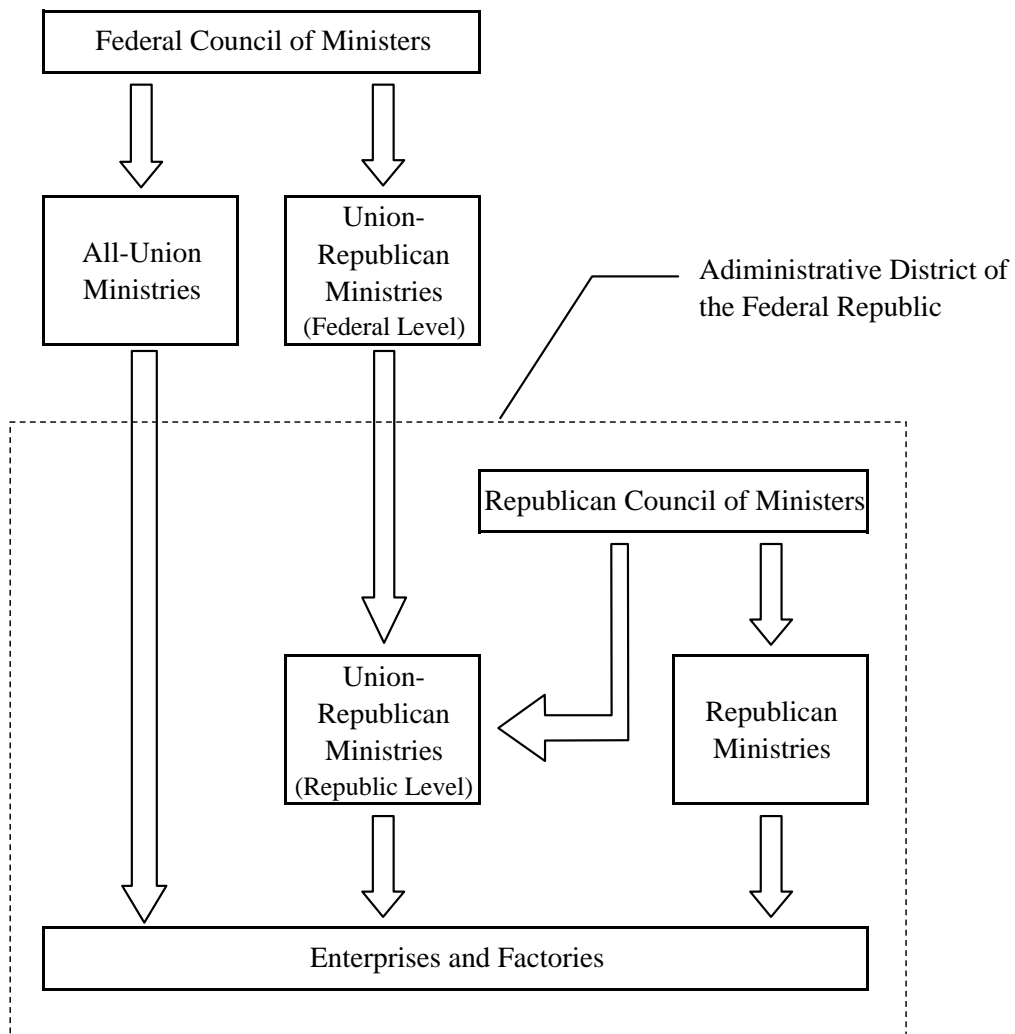 Federal Council of Ministers
All-Union
Ministries
Union-
Republican
Ministries
(Federal Level)
Adiministrative District of
the Federal Republic
Republican Council of Ministers
Union-
Republican
Ministries
(Republic Level)
Republican
Ministries
Enterprises and Factories